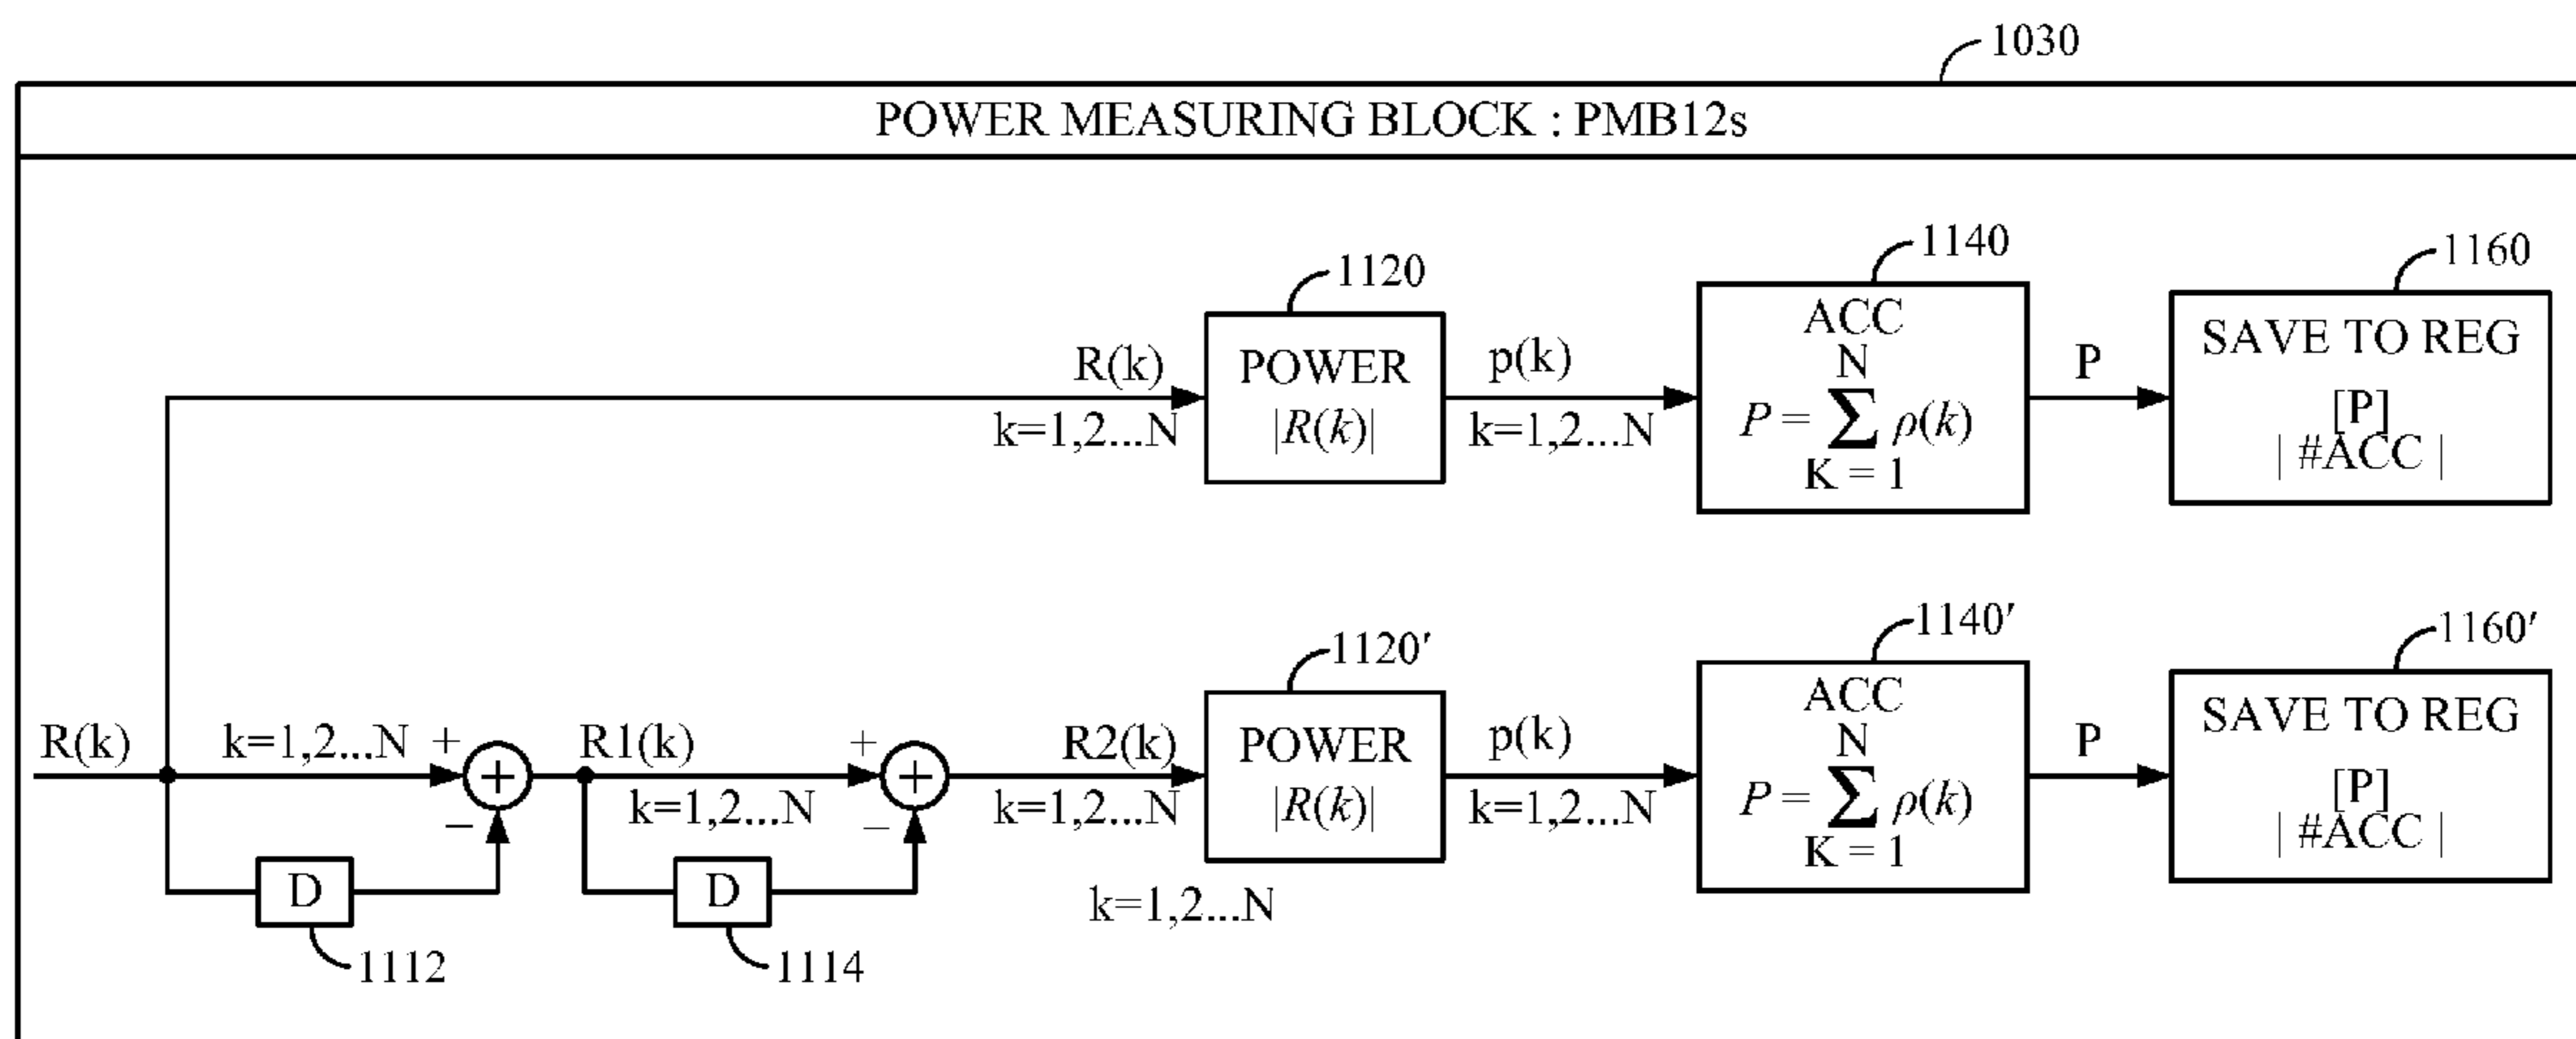 1030
POWER MEASURING BLOCK : PMB12s
1120
1140
1160
R(k)
k=1,2...N
POWER
|R(k)|
p(k)
k=1,2...N
ACC
N
P = ∑ ρ(k)
K = 1
P
SAVE TO REG
[P]
| #ACC |
1120'
1140'
1160'
R(k)
k=1,2...N
+
−
+
D
1112
R1(k)
k=1,2...N
+
−
+
D
1114
R2(k)
k=1,2...N
POWER
|R(k)|
k=1,2...N
p(k)
k=1,2...N
ACC
N
P = ∑ ρ(k)
K = 1
P
SAVE TO REG
[P]
| #ACC |